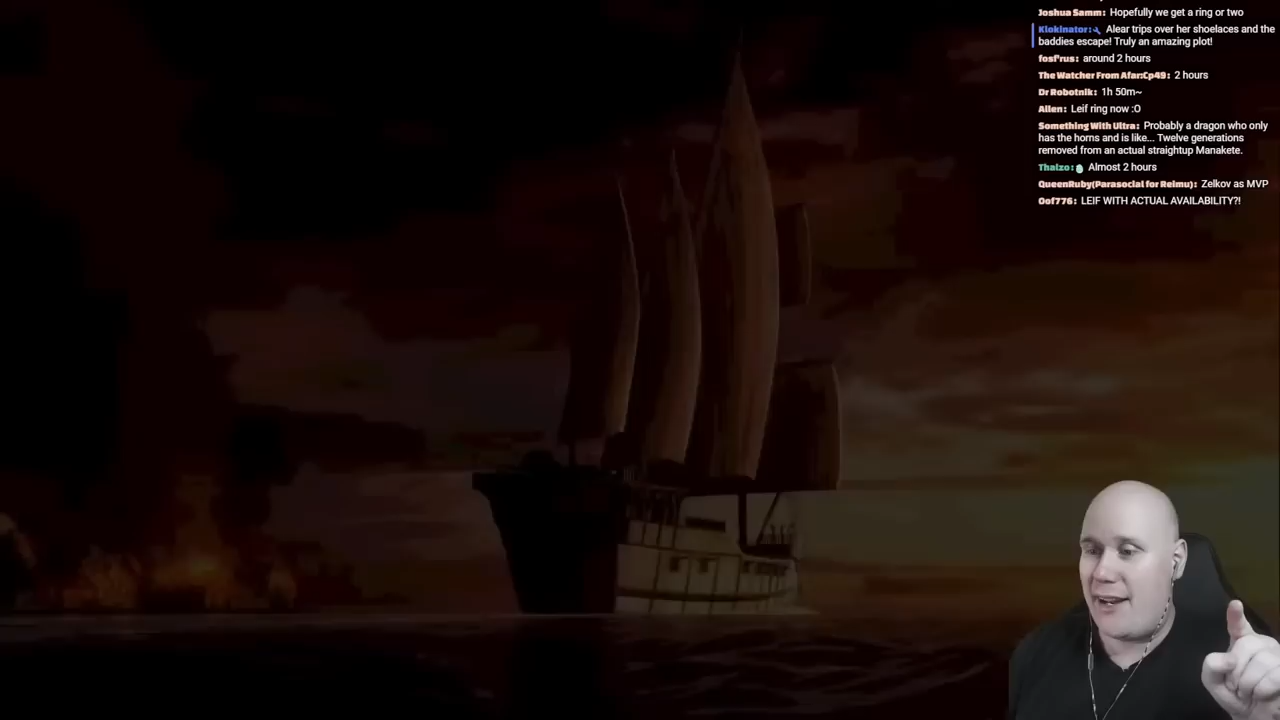 Joshua Samm: Hopefully we get a ring or two
Klokinator: Alear trips over her shoelaces and the
baddies escape! Truly an amazing plot!
fosf'rus: around 2 hours
The Watcher From Afar:Cp49: 2 hours
Dr Robotnik: 1h 50m~
Allen: Leif ring now :O
Something With Ultra: Probably a dragon who only
has the horns and is like... Twelve generations
removed from an actual straightup Manakete.
Thalzo: Almost 2 hours
QueenRuby(Parasocial for Reimu): Zelkov as MVP
Oof776: LEIF WITH ACTUAL AVAILABILITY?!